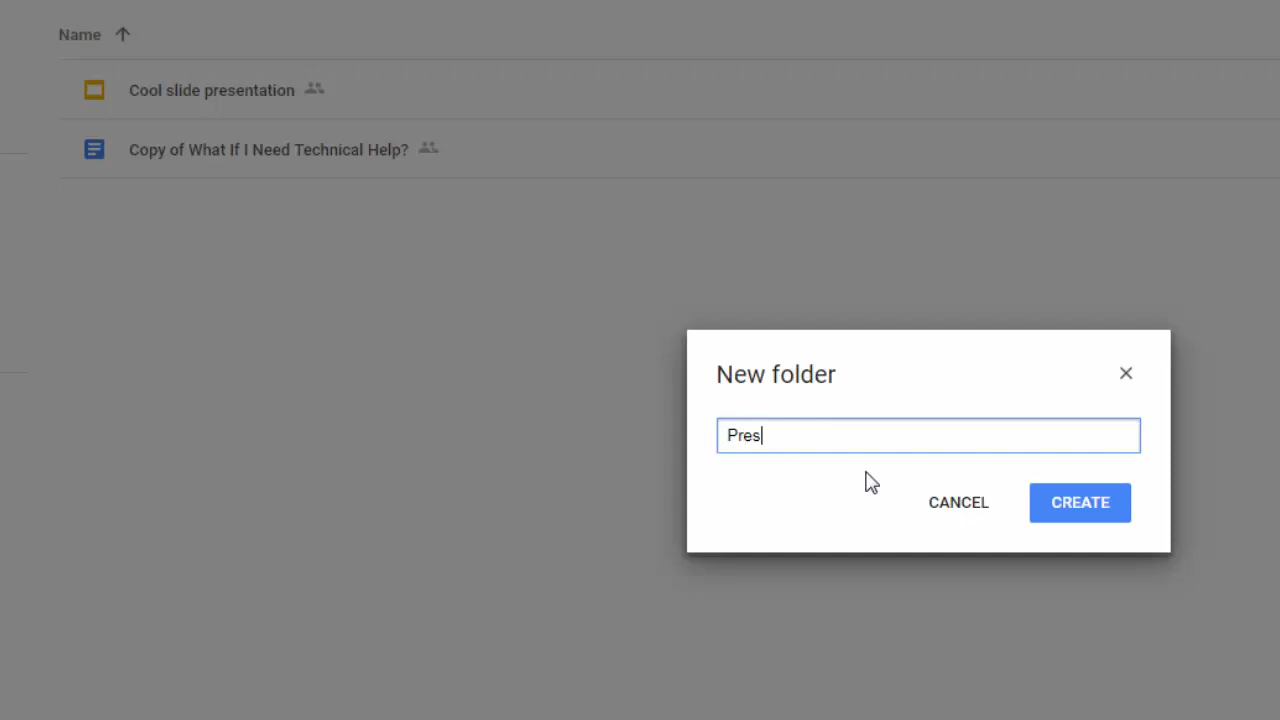 Name
Cool slide presentation
Copy of What If I Need Technical Help?
New folder
Pres
CANCEL CREATE